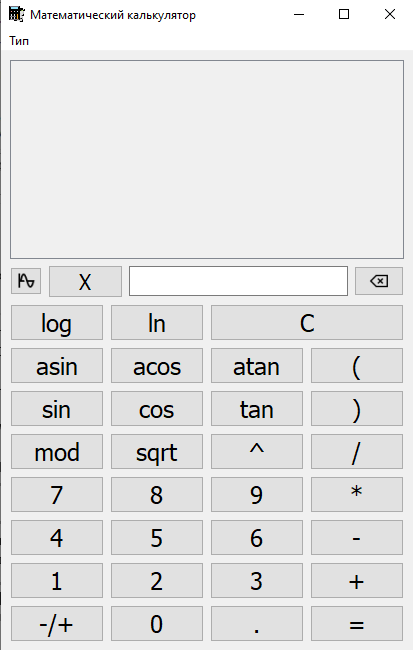 Математический калькулятор
Тип
X
log ln C
asin acos atan (
sin cos tan )
mod sqrt ^ /
7 8 9 *
4 5 6 -
1 2 3 +
-/+ 0 . =